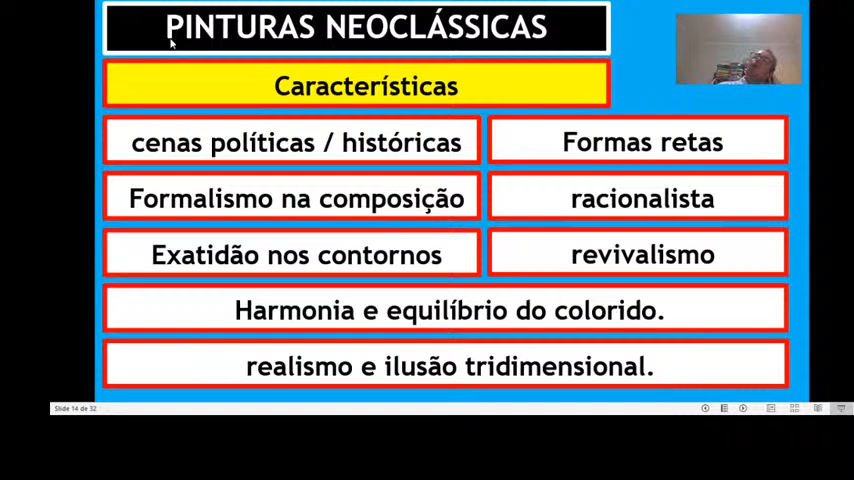 PINTURAS NEOCLÁSSICAS
Características
cenas políticas / históricas
Formas retas
Formalismo na composição
racionalista
Exatidão nos contornos
revivalismo
Harmonia e equilíbrio do colorido.
realismo e ilusão tridimensional.
Slide 14 de 32